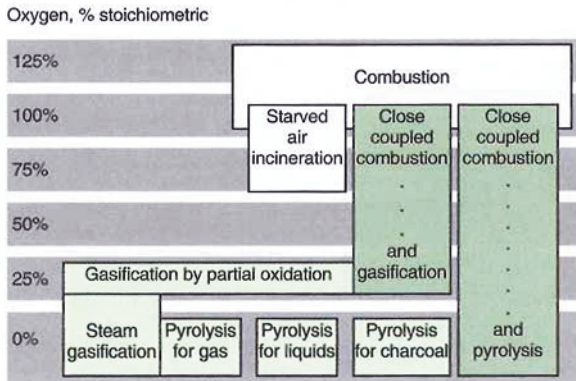 Oxygen, % stoichiometric
125%
Combustion
100%
Starved
air
incineration
Close
coupled
combustion
.
.
.
and
gasification
Close
coupled
combustion
.
.
.
.
.
.
.
and
pyrolysis
75%
50%
25%
Gasification by partial oxidation
0%
Steam
gasification
Pyrolysis
for gas
Pyrolysis
for liquids
Pyrolysis
for charcoal